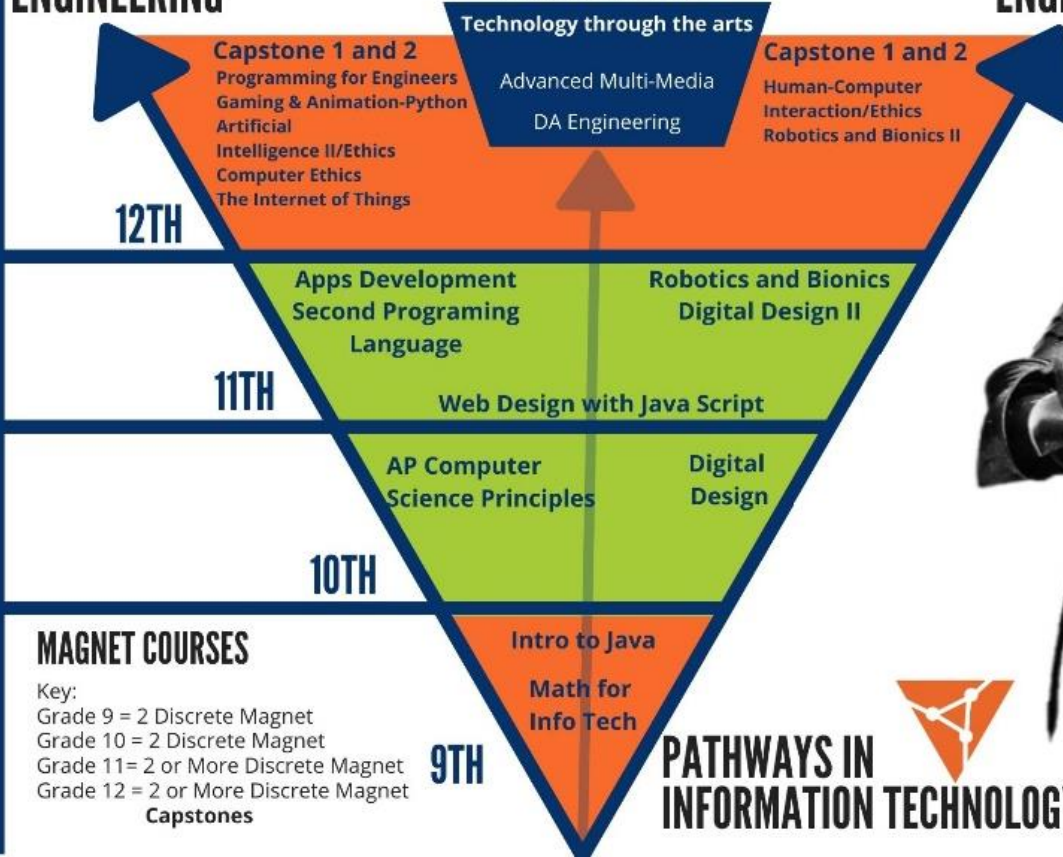 ENGINEERING
Technology through the arts
Advanced Multi-Media
DA Engineering
Capstone 1 and 2
Programming for Engineers
Gaming & Animation-Python
Artificial
Intelligence II/Ethics
Computer Ethics
The Internet of Things
Capstone 1 and 2
Human-Computer
Interaction/Ethics
Robotics and Bionics II
12TH
Apps Development
Second Programing
Language
Robotics and Bionics
Digital Design II
Web Design with Java Script
11TH
AP Computer
Science Principles
Digital
Design
10TH
Intro to Java
Math for
Info Tech
9TH
MAGNET COURSES
Key:
Grade 9 = 2 Discrete Magnet
Grade 10 = 2 Discrete Magnet
Grade 11= 2 or More Discrete Magnet
Grade 12 = 2 or More Discrete Magnet
Capstones
PATHWAYS IN
INFORMATION TECHNOLOGY